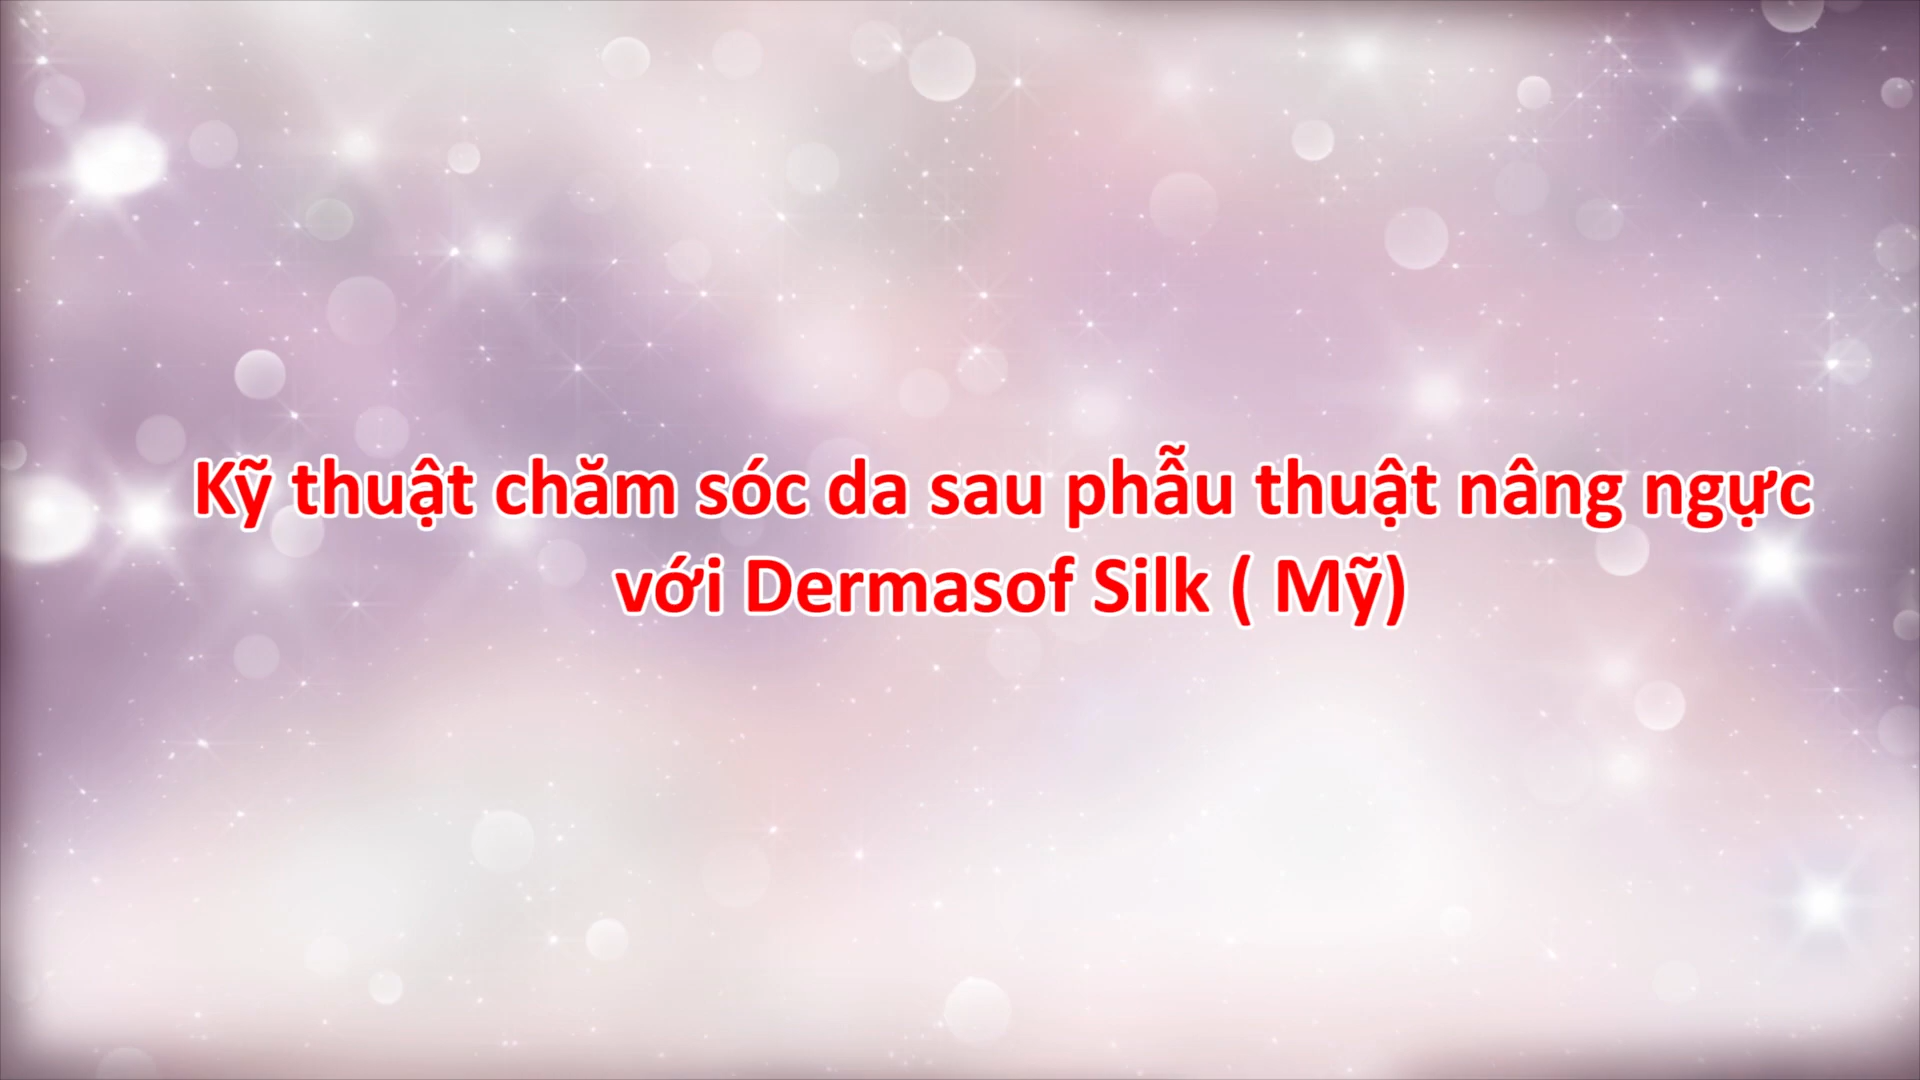 Kỹ thuật chăm sóc da sau phẫu thuật nâng ngực
với Dermasof Silk ( Mỹ)